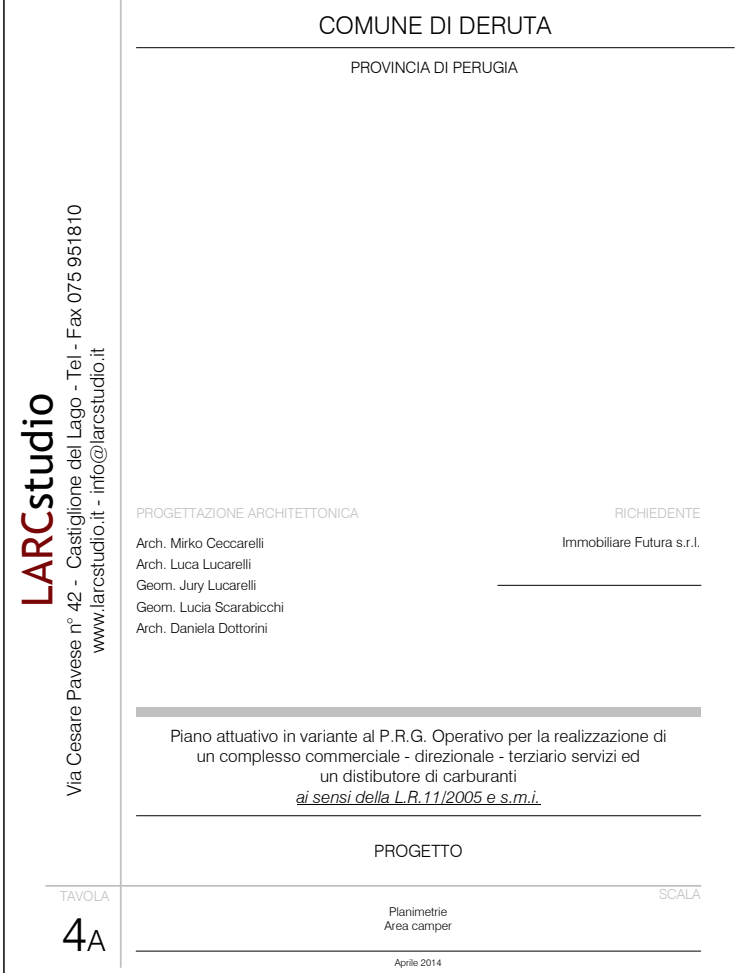 COMUNE DI DERUTA
PROVINCIA DI PERUGIA
LARCstudio
Via Cesare Pavese n° 42 - Castiglione del Lago - Tel - Fax 075 951810
www.larcstudio.it - info@larcstudio.it
PROGETTAZIONE ARCHITETTONICA
Arch. Mirko Ceccarelli
Arch. Luca Lucarelli
Geom. Jury Lucarelli
Geom. Lucia Scarabicchi
Arch. Daniela Dottorini
RICHIEDENTE
Immobiliare Futura s.r.l.
Piano attuativo in variante al P.R.G. Operativo per la realizzazione di
un complesso commerciale - direzionale - terziario servizi ed
un distibutore di carburanti
ai sensi della L.R.11/2005 e s.m.i.
PROGETTO
TAVOLA
4A
SCALA
Planimetrie
Area camper
Aprile 2014